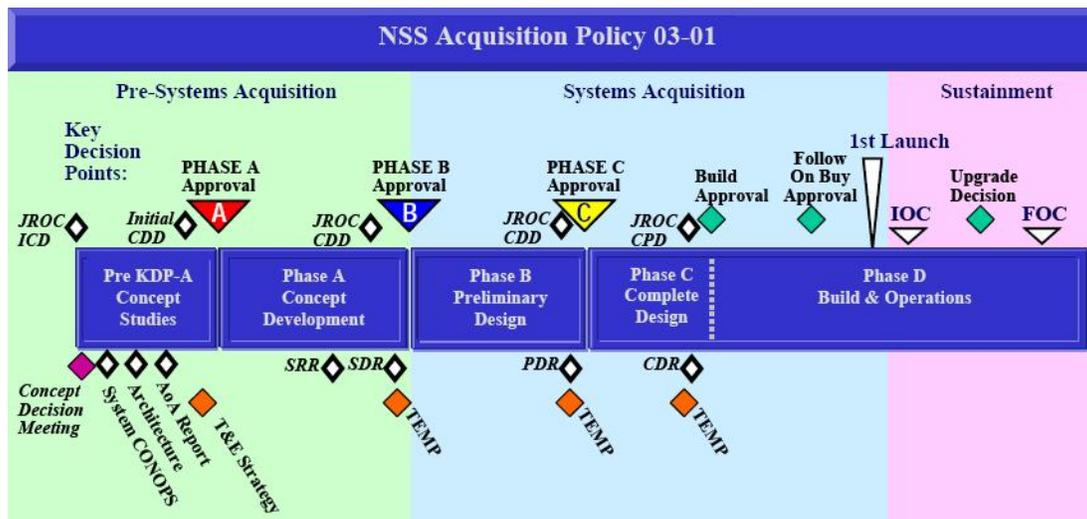 NSS Acquisition Policy 03-01
Pre-Systems Acquisition
Systems Acquisition
Sustainment
Key
Decision
Points:
PHASE A
Approval
PHASE B
Approval
PHASE C
Approval
Build
Approval
Follow
On Buy
Approval
1st Launch
Upgrade
Decision
JROC
ICD
Initial
CDD
A
JROC
CDD
B
JROC
CDD
C
JROC
CPD
IOC
FOC
Pre KDP-A
Concept
Studies
Phase A
Concept
Development
Phase B
Preliminary
Design
Phase C
Complete
Design
Phase D
Build & Operations
SRR
SDR
PDR
CDR
Concept
Decision
Meeting
System CONOPS
Architecture
AoA Report
T&E Strategy
TEMP
TEMP
TEMP